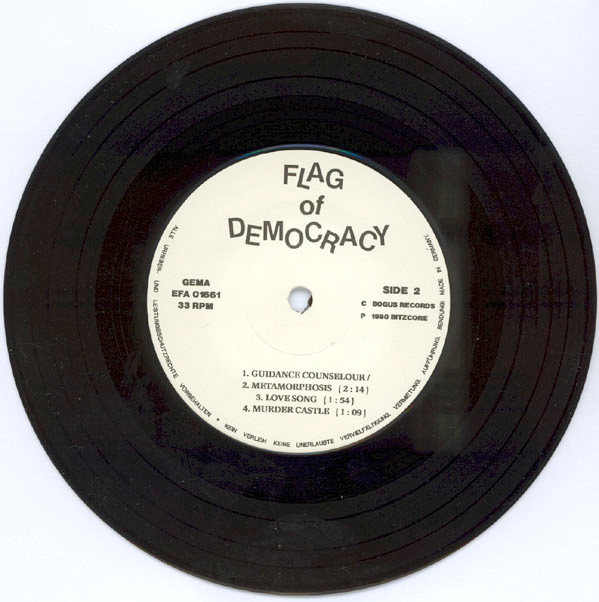 FLAG
of
DEMOCRACY
GEMA
EFA 01661
33 RPM
SIDE 2
C BOGUS RECORDS
P 1990 BITZCORE
1. GUIDANCE COUNSELOUR /
2. METAMORPHOSIS [ 2 : 14 ]
3. LOVE SONG [ 1 : 54 ]
4. MURDER CASTLE [ 1 : 09 ]
ALLE URHEBER- UND LEISTUNGSSCHUTZRECHTE VORBEHALTEN • KEIN VERLEIH KEINE UNERLAUBTE VERVIELFÄLTIGUNG, VERMIETUNG, AUFFÜHRUNG, SENDUNG! MADE IN GERMANY.